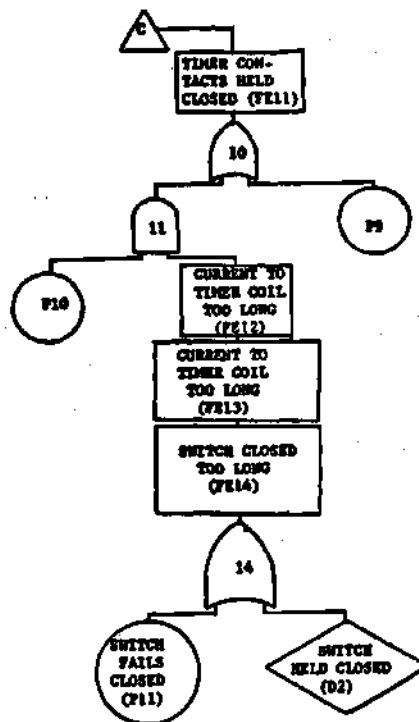 C
TIMER CON-
TACTS HELD
CLOSED (FE11)
10
11
P9
P10
CURRENT TO
TIMER COIL
TOO LONG
(FE12)
CURRENT TO
TIMER COIL
TOO LONG
(FE13)
SWITCH CLOSED
TOO LONG
(FE14)
14
SWITCH
FAILS
CLOSED
(P11)
SWITCH
HELD CLOSED
(D2)